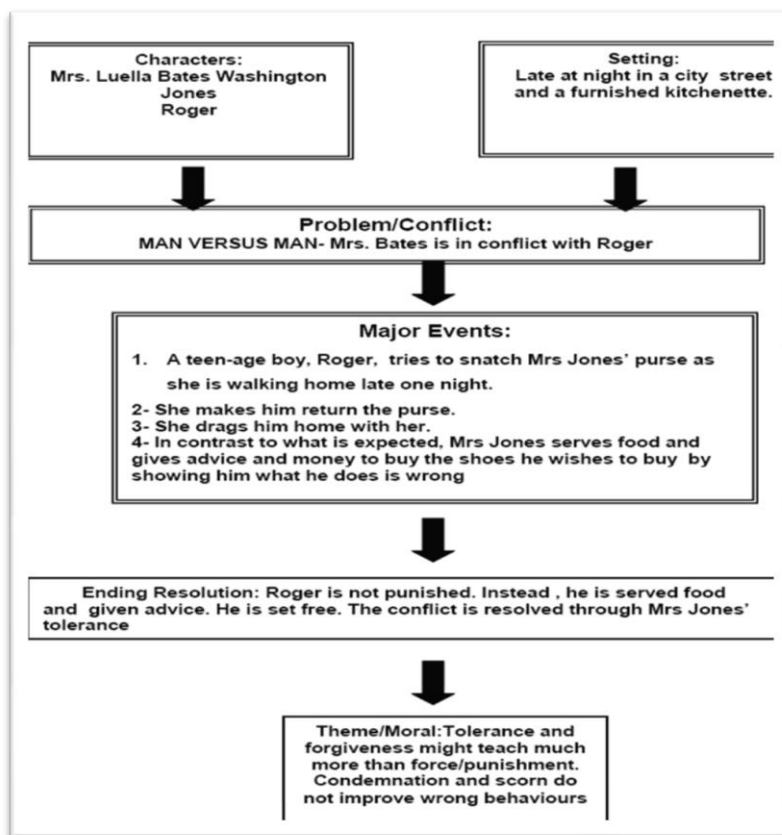 Characters:
Mrs. Luella Bates Washington
Jones
Roger
Setting:
Late at night in a city street
and a furnished kitchenette.
Problem/Conflict:
MAN VERSUS MAN- Mrs. Bates is in conflict with Roger
Major Events:
1. A teen-age boy, Roger, tries to snatch Mrs Jones' purse as
she is walking home late one night.
2- She makes him return the purse.
3- She drags him home with her.
4- In contrast to what is expected, Mrs Jones serves food and
gives advice and money to buy the shoes he wishes to buy by
showing him what he does is wrong
Ending Resolution: Roger is not punished. Instead , he is served food
and given advice. He is set free. The conflict is resolved through Mrs Jones'
tolerance
Theme/Moral:Tolerance and
forgiveness might teach much
more than force/punishment.
Condemnation and scorn do
not improve wrong behaviours